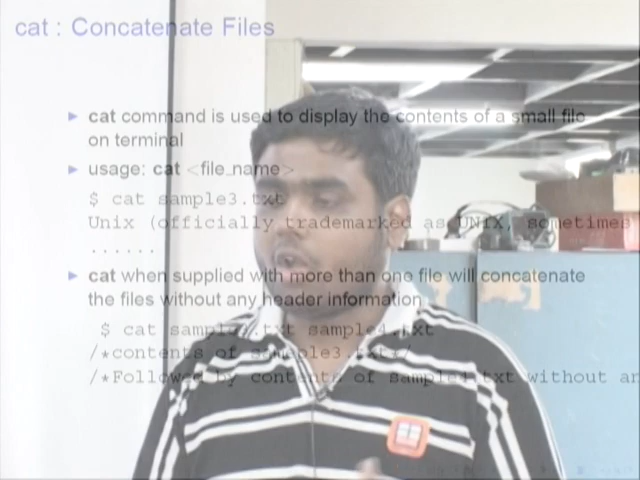 cat : Concatenate Files
cat command is used to display the contents of a small file
on terminal
usage: cat <file_name>
$ cat sample3.txt
Unix (officially trademarked as UNIX, sometimes
......
cat when supplied with more than one file will concatenate
the files without any header information
$ cat sample3.txt sample4.txt
/*contents of sameple3.txt*/
/*Followed by contents of sample4.txt without an